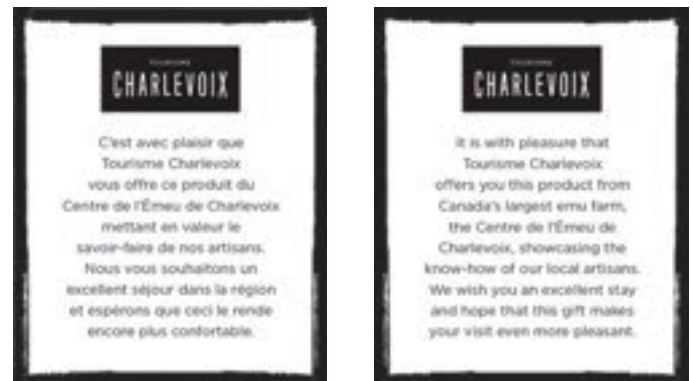 TOURISME
CHARLEVOIX
C'est avec plaisir que
Tourisme Charlevoix
vous offre ce produit du
Centre de l'Émeu de Charlevoix
mettant en valeur le
savoir-faire de nos artisans.
Nous vous souhaitons un
excellent séjour dans la région
et espérons que ceci le rende
encore plus confortable.
TOURISME
CHARLEVOIX
It is with pleasure that
Tourisme Charlevoix
offers you this product from
Canada's largest emu farm,
the Centre de l'Émeu de
Charlevoix, showcasing the
know-how of our local artisans.
We wish you an excellent stay
and hope that this gift makes
your visit even more pleasant.